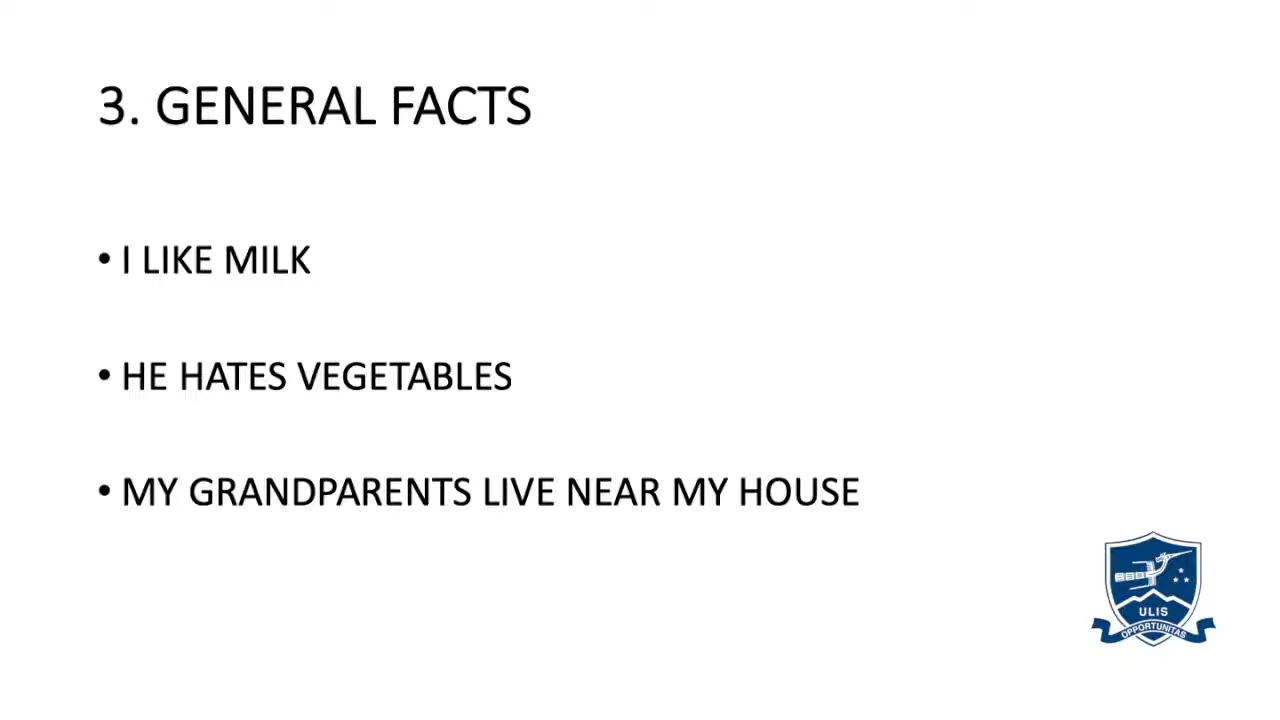 3. GENERAL FACTS
• I LIKE MILK
• HE HATES VEGETABLES
• MY GRANDPARENTS LIVE NEAR MY HOUSE
ULIS
OPPORTUNITAS